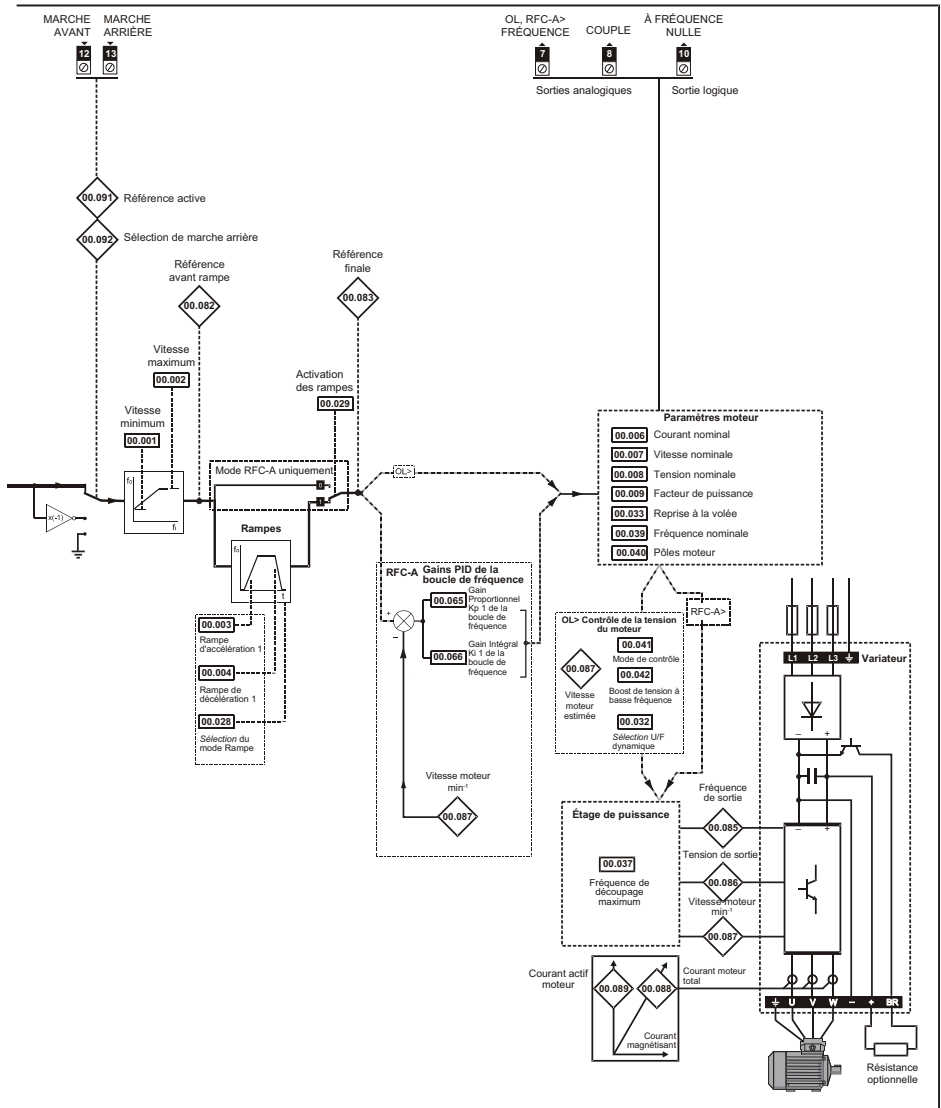 MARCHE
AVANT
MARCHE
ARRIÈRE
12
13
OL, RFC-A>
FRÉQUENCE
COUPLE
À FRÉQUENCE
NULLE
7
8
10
Sorties analogiques
Sortie logique
00.091
Référence active
00.092
Sélection de marche arrière
Référence
avant rampe
00.082
Référence
finale
00.083
Vitesse
maximum
00.002
Vitesse
minimum
00.001
Activation
des rampes
00.029
Mode RFC-A uniquement
0
1
OL>
x(-1)
f₀
fᵢ
Rampes
f₀
t
00.003
Rampe
d'accélération 1
00.004
Rampe de
décélération 1
00.028
Sélection du
mode Rampe
RFC-A
Gains PID de la
boucle de fréquence
+
–
00.065
Gain
Proportionnel
Kp 1 de la
boucle de
fréquence
00.066
Gain Intégral
Ki 1 de la
boucle de
fréquence
Vitesse moteur
min⁻¹
00.087
Paramètres moteur
00.006 Courant nominal
00.007 Vitesse nominale
00.008 Tension nominale
00.009 Facteur de puissance
00.033 Reprise à la volée
00.039 Fréquence nominale
00.040 Pôles moteur
RFC-A>
OL> Contrôle de la tension
du moteur
00.087
Vitesse
moteur
estimée
00.041
Mode de contrôle
00.042
Boost de tension à
basse fréquence
00.032
Sélection U/F
dynamique
Étage de puissance
00.037
Fréquence de
découpage
maximum
Fréquence
de sortie
00.085
Tension de sortie
00.086
Vitesse moteur
min⁻¹
00.087
L1 L2 L3
Variateur
– +
– +
Courant actif
moteur
00.089
00.088
Courant moteur
total
Courant
magnétisant
U V W – + BR
Résistance
optionnelle